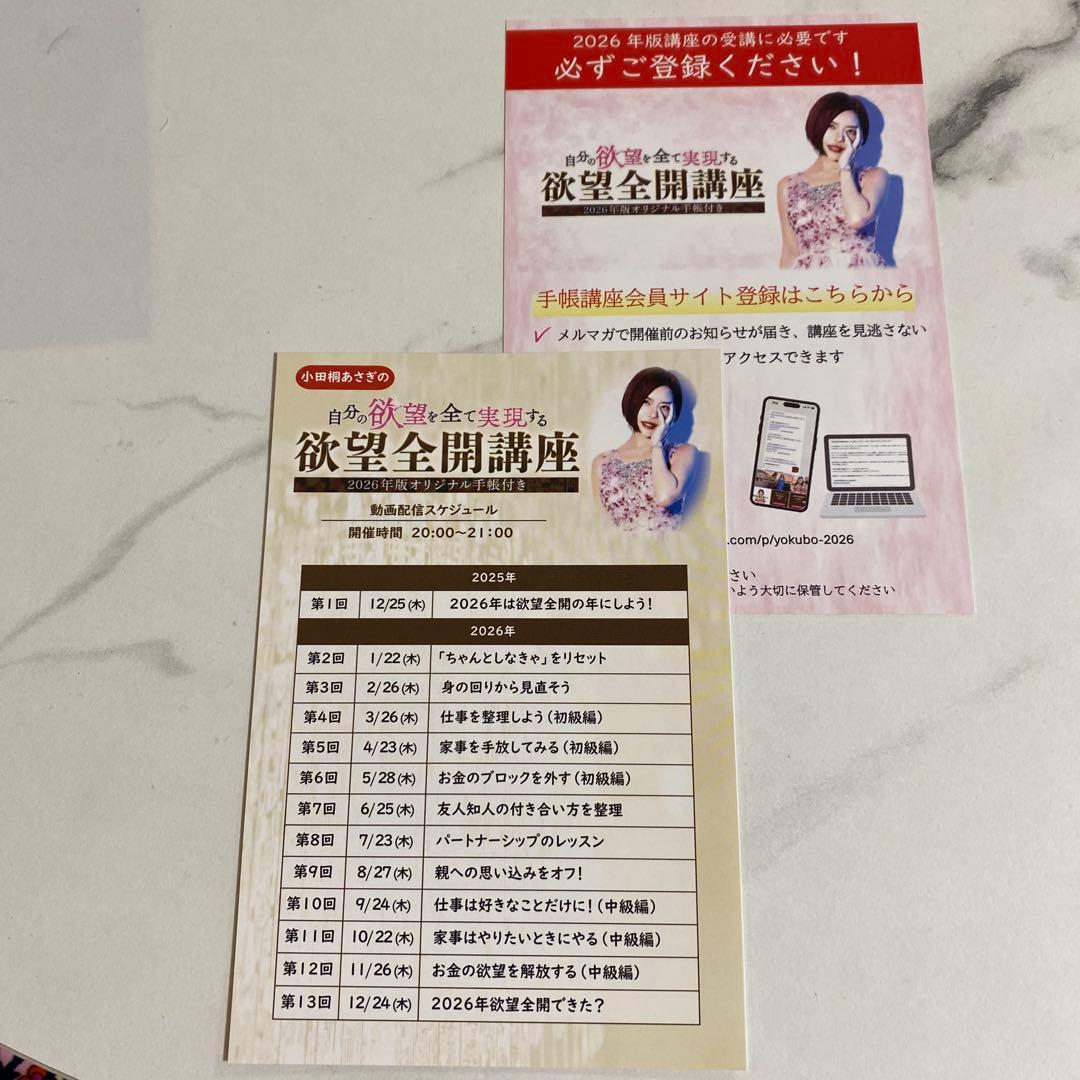 2026年版講座の受講に必要です
必ずご登録ください！
自分の欲望を全て実現する
欲望全開講座
2026年版オリジナル手帳付き
手帳講座会員サイト登録はこちらから
✓ メルマガで開催前のお知らせが届き、講座を見逃さない
アクセスできます
.com/p/yokubo-2026
さい
いよう大切に保管してください
小田桐あさぎの
自分の欲望を全て実現する
欲望全開講座
2026年版オリジナル手帳付き
動画配信スケジュール
開催時間 20:00〜21:00
2025年
第1回 12/25(木) 2026年は欲望全開の年にしよう！
2026年
第2回 1/22(木) 「ちゃんとしなきゃ」をリセット
第3回 2/26(木) 身の回りから見直そう
第4回 3/26(木) 仕事を整理しよう（初級編）
第5回 4/23(木) 家事を手放してみる（初級編）
第6回 5/28(木) お金のブロックを外す（初級編）
第7回 6/25(木) 友人知人の付き合い方を整理
第8回 7/23(木) パートナーシップのレッスン
第9回 8/27(木) 親への思い込みをオフ！
第10回 9/24(木) 仕事は好きなことだけに！（中級編）
第11回 10/22(木) 家事はやりたいときにやる（中級編）
第12回 11/26(木) お金の欲望を解放する（中級編）
第13回 12/24(木) 2026年欲望全開できた？